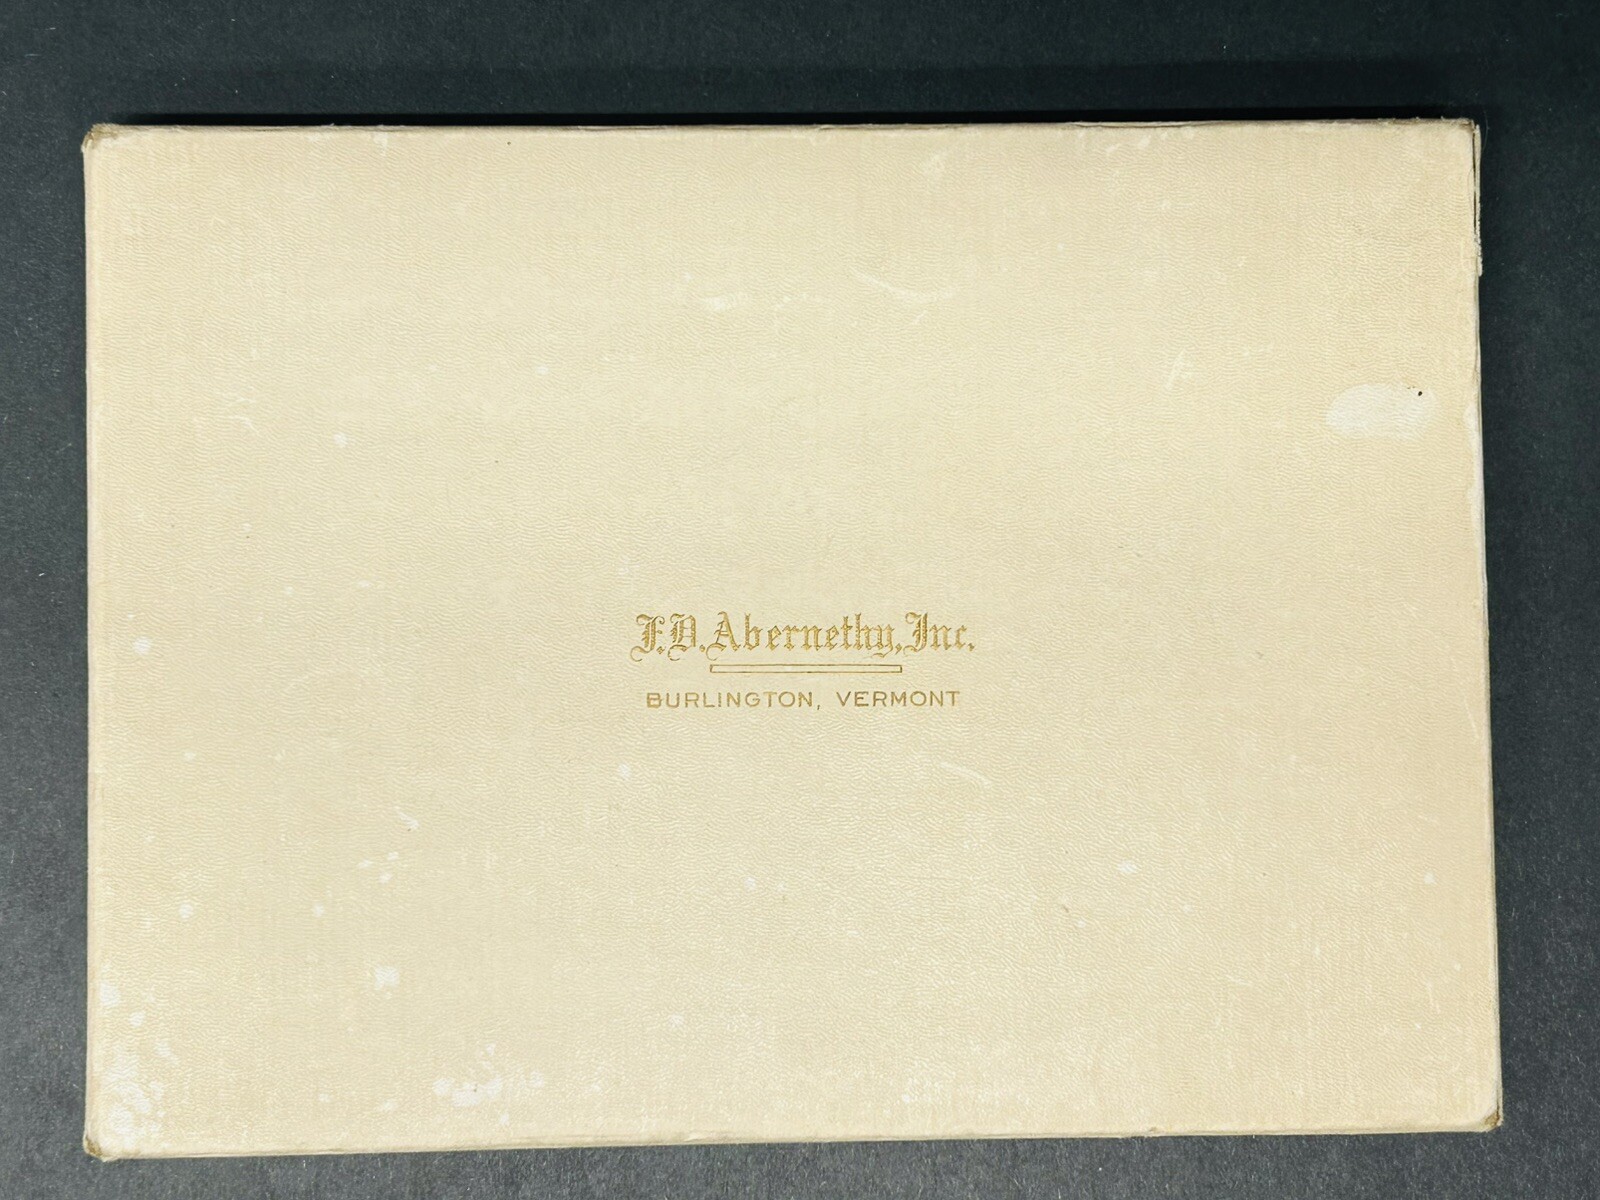 F.D. Abernethy, Inc.
BURLINGTON, VERMONT